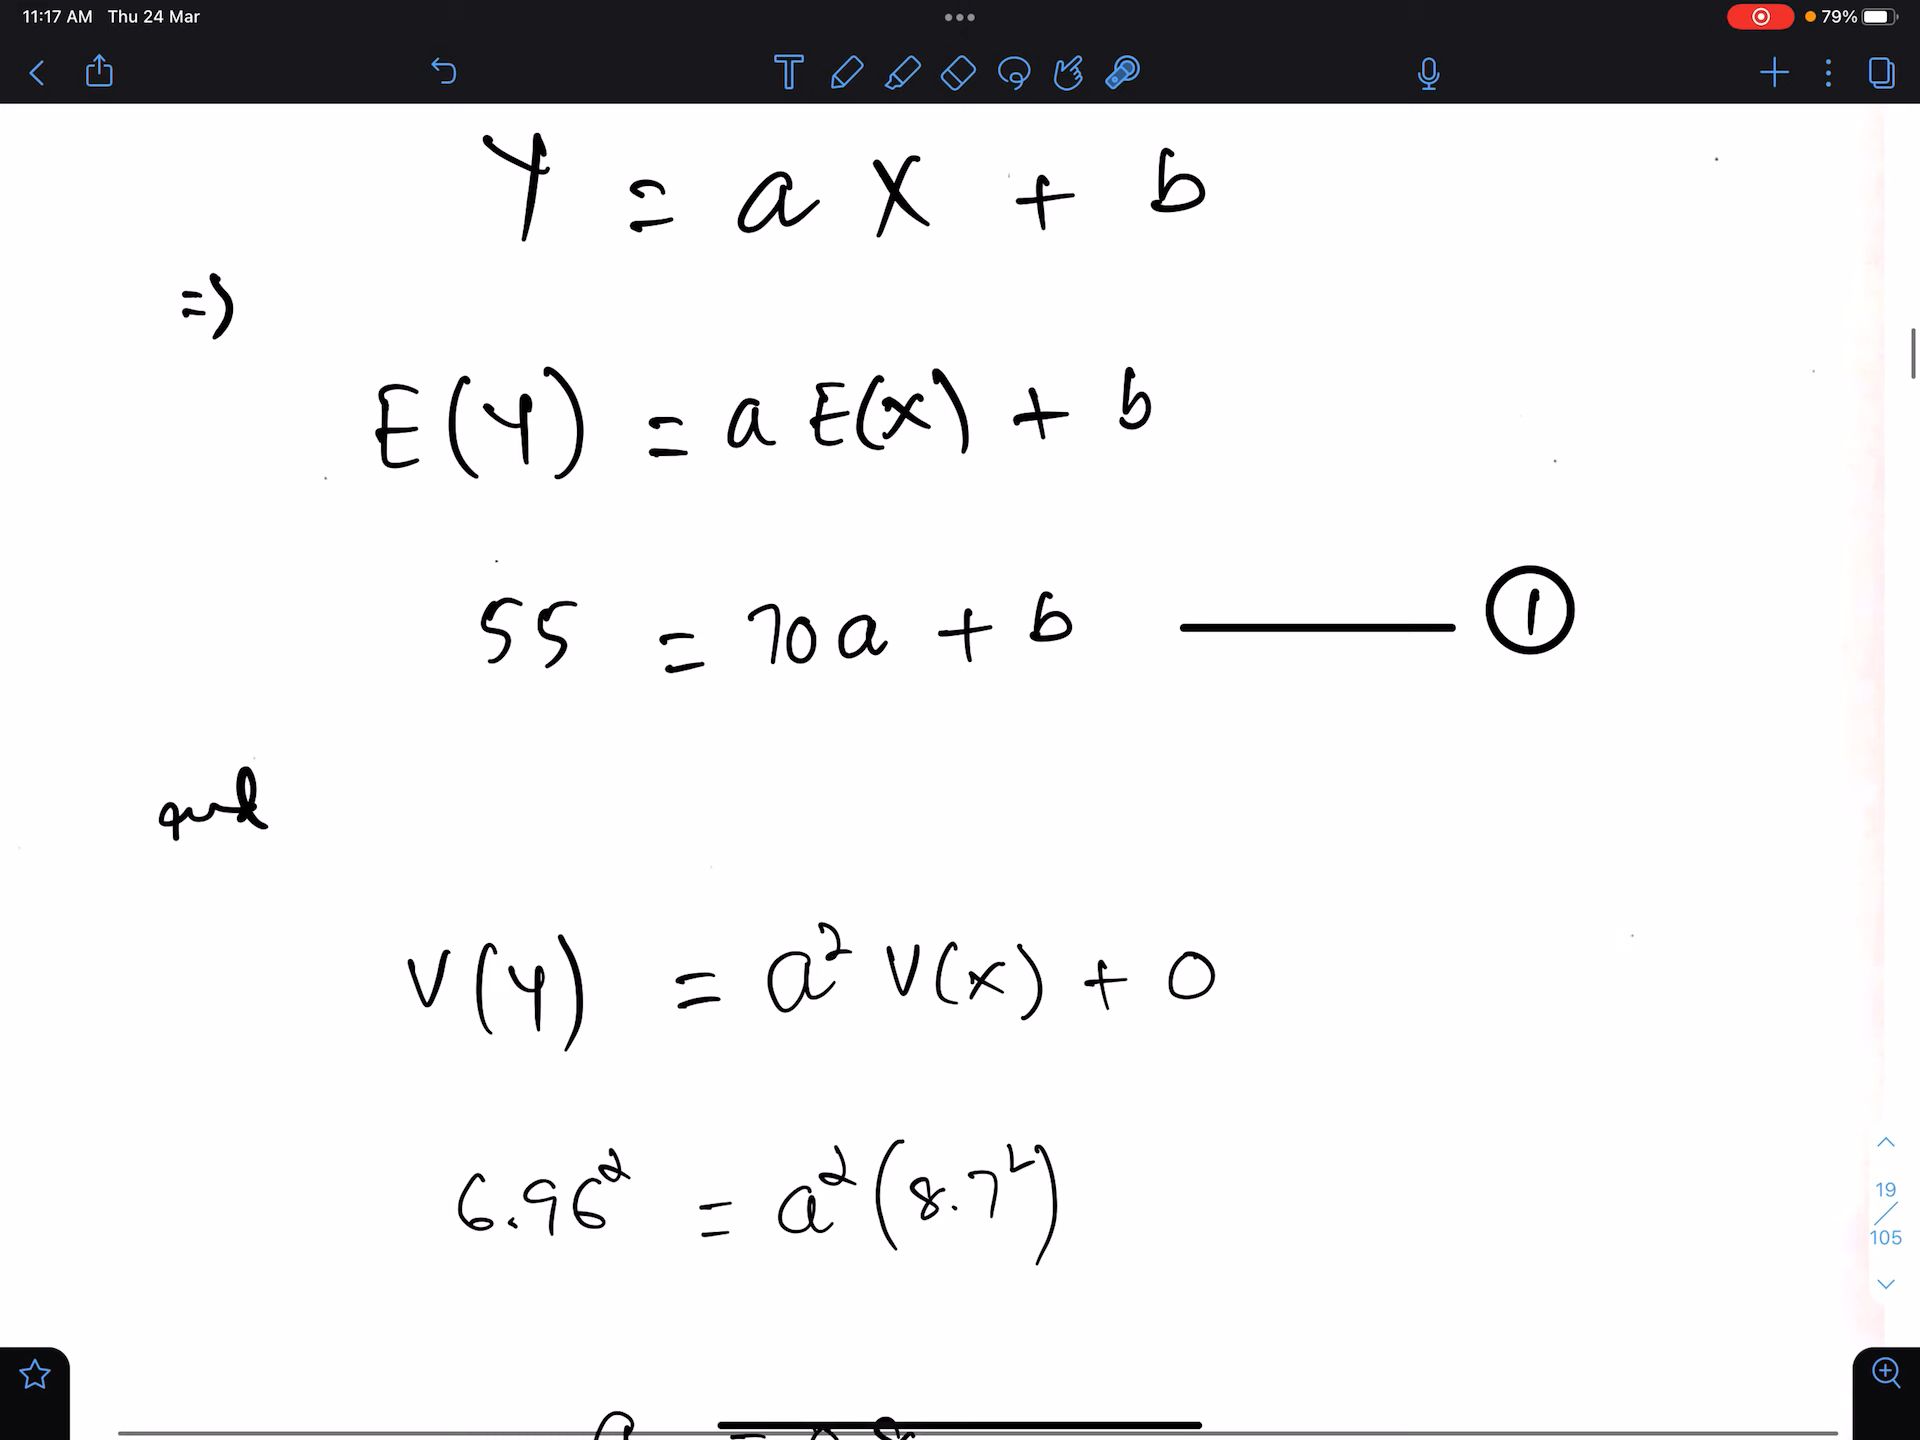 11:17 AM Thu 24 Mar
79%
Y = a X + b
=>
E(Y) = a E(X) + b
55 = 70a + b ——— ①
and
V(Y) = a² V(X) + 0
6.96² = a² (8.7²)
19
/
105